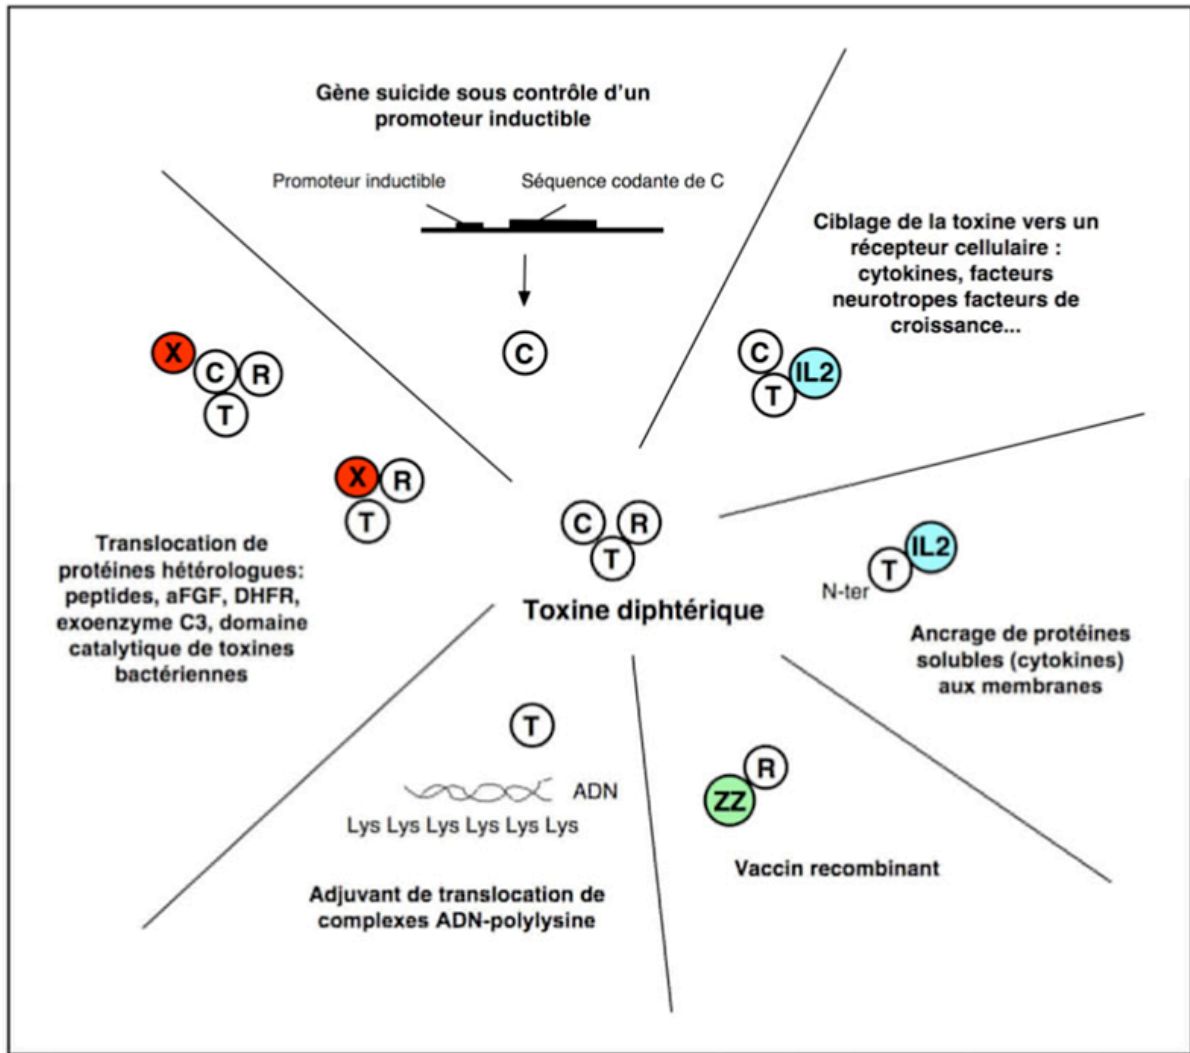 Gène suicide sous contrôle d'un
promoteur inductible
Promoteur inductible
Séquence codante de C
C
Ciblage de la toxine vers un
récepteur cellulaire :
cytokines, facteurs
neurotropes facteurs de
croissance...
C
T
IL2
X
C
R
T
X
R
T
Translocation de
protéines hétérologues:
peptides, aFGF, DHFR,
exoenzyme C3, domaine
catalytique de toxines
bactériennes
C
R
T
Toxine diphtérique
IL2
T
N-ter
Ancrage de protéines
solubles (cytokines)
aux membranes
T
ADN
Lys Lys Lys Lys Lys Lys
Adjuvant de translocation de
complexes ADN-polylysine
R
ZZ
Vaccin recombinant